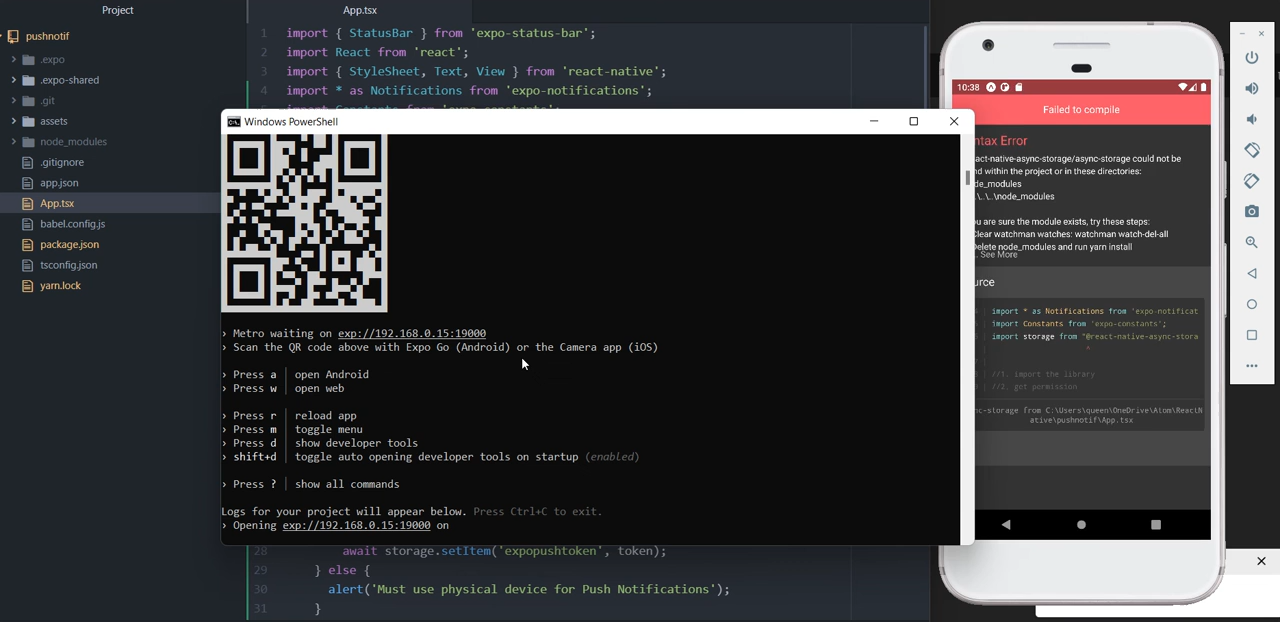 Project
pushnotif
.expo
.expo-shared
.git
assets
node_modules
.gitignore
app.json
App.tsx
babel.config.js
package.json
tsconfig.json
yarn.lock
App.tsx
1 import { StatusBar } from 'expo-status-bar';
2 import React from 'react';
3 import { StyleSheet, Text, View } from 'react-native';
4 import * as Notifications from 'expo-notifications';
Windows PowerShell
› Metro waiting on exp://192.168.0.15:19000
› Scan the QR code above with Expo Go (Android) or the Camera app (iOS)
› Press a │ open Android
› Press w │ open web
› Press r │ reload app
› Press m │ toggle menu
› Press d │ show developer tools
› shift+d │ toggle auto opening developer tools on startup (enabled)
› Press ? │ show all commands
Logs for your project will appear below. Press Ctrl+C to exit.
› Opening exp://192.168.0.15:19000 on
28 await storage.setItem('expopushtoken', token);
29 } else {
30 alert('Must use physical device for Push Notifications');
31 }
10:38
Failed to compile
ntax Error
act-native-async-storage/async-storage could not be
nd within the project or in these directories:
de_modules
\..\..\node_modules
u are sure the module exists, try these steps:
Clear watchman watches: watchman watch-del-all
Delete node_modules and run yarn install
. See More
urce
import * as Notifications from 'expo-notificat
import Constants from 'expo-constants';
import storage from "@react-native-async-stora
^
//1. import the library
//2. get permission
nc-storage from C:\Users\queen\OneDrive\Atom\ReactN
ative\pushnotif\App.tsx